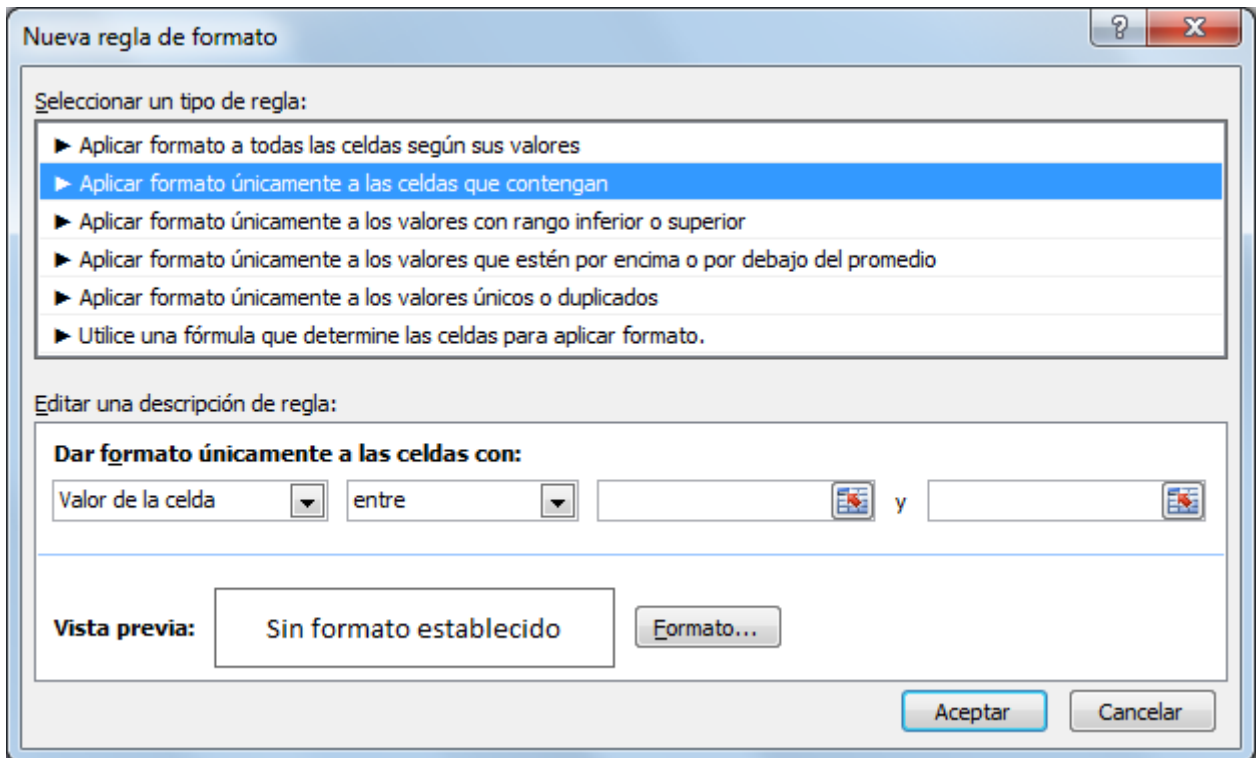 Nueva regla de formato
Seleccionar un tipo de regla:
► Aplicar formato a todas las celdas según sus valores
► Aplicar formato únicamente a las celdas que contengan
► Aplicar formato únicamente a los valores con rango inferior o superior
► Aplicar formato únicamente a los valores que estén por encima o por debajo del promedio
► Aplicar formato únicamente a los valores únicos o duplicados
► Utilice una fórmula que determine las celdas para aplicar formato.
Editar una descripción de regla:
Dar formato únicamente a las celdas con:
Valor de la celda entre y
Vista previa: Sin formato establecido Formato...
Aceptar Cancelar